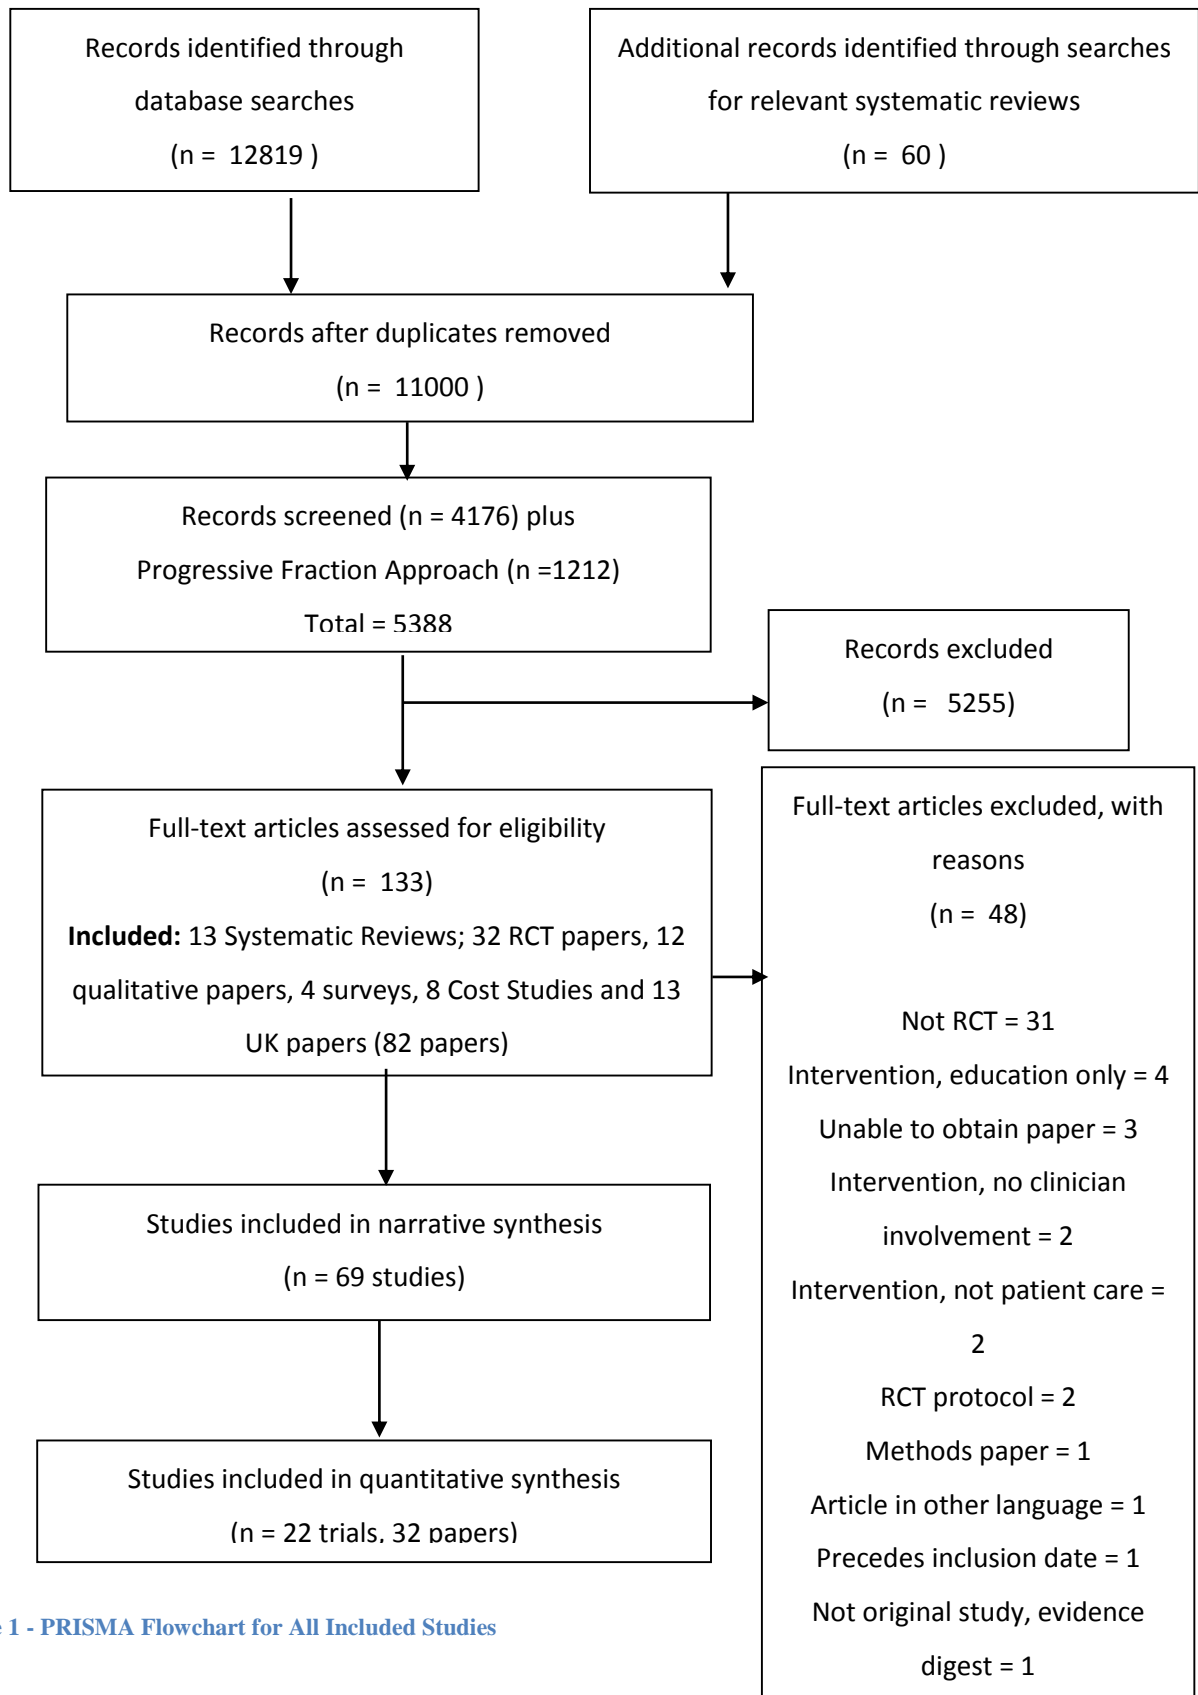 Records identified through
database searches
(n = 12819 )
Additional records identified through searches
for relevant systematic reviews
(n = 60 )
Records after duplicates removed
(n = 11000 )
Records screened (n = 4176) plus
Progressive Fraction Approach (n =1212)
Total = 5388
Records excluded
(n = 5255)
Full-text articles assessed for eligibility
(n = 133)
Included: 13 Systematic Reviews; 32 RCT papers, 12
qualitative papers, 4 surveys, 8 Cost Studies and 13
UK papers (82 papers)
Full-text articles excluded, with
reasons
(n = 48)
Not RCT = 31
Intervention, education only = 4
Unable to obtain paper = 3
Intervention, no clinician
involvement = 2
Intervention, not patient care =
2
RCT protocol = 2
Methods paper = 1
Article in other language = 1
Precedes inclusion date = 1
Not original study, evidence
digest = 1
Studies included in narrative synthesis
(n = 69 studies)
Studies included in quantitative synthesis
(n = 22 trials, 32 papers)
1 - PRISMA Flowchart for All Included Studies